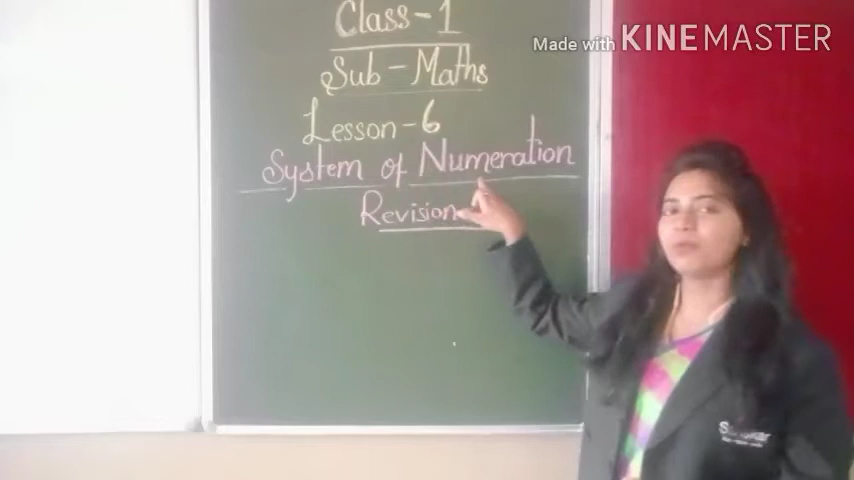 Class-1
Made with KINEMASTER
Sub - Maths
Lesson-6
System of Numeration
Revision